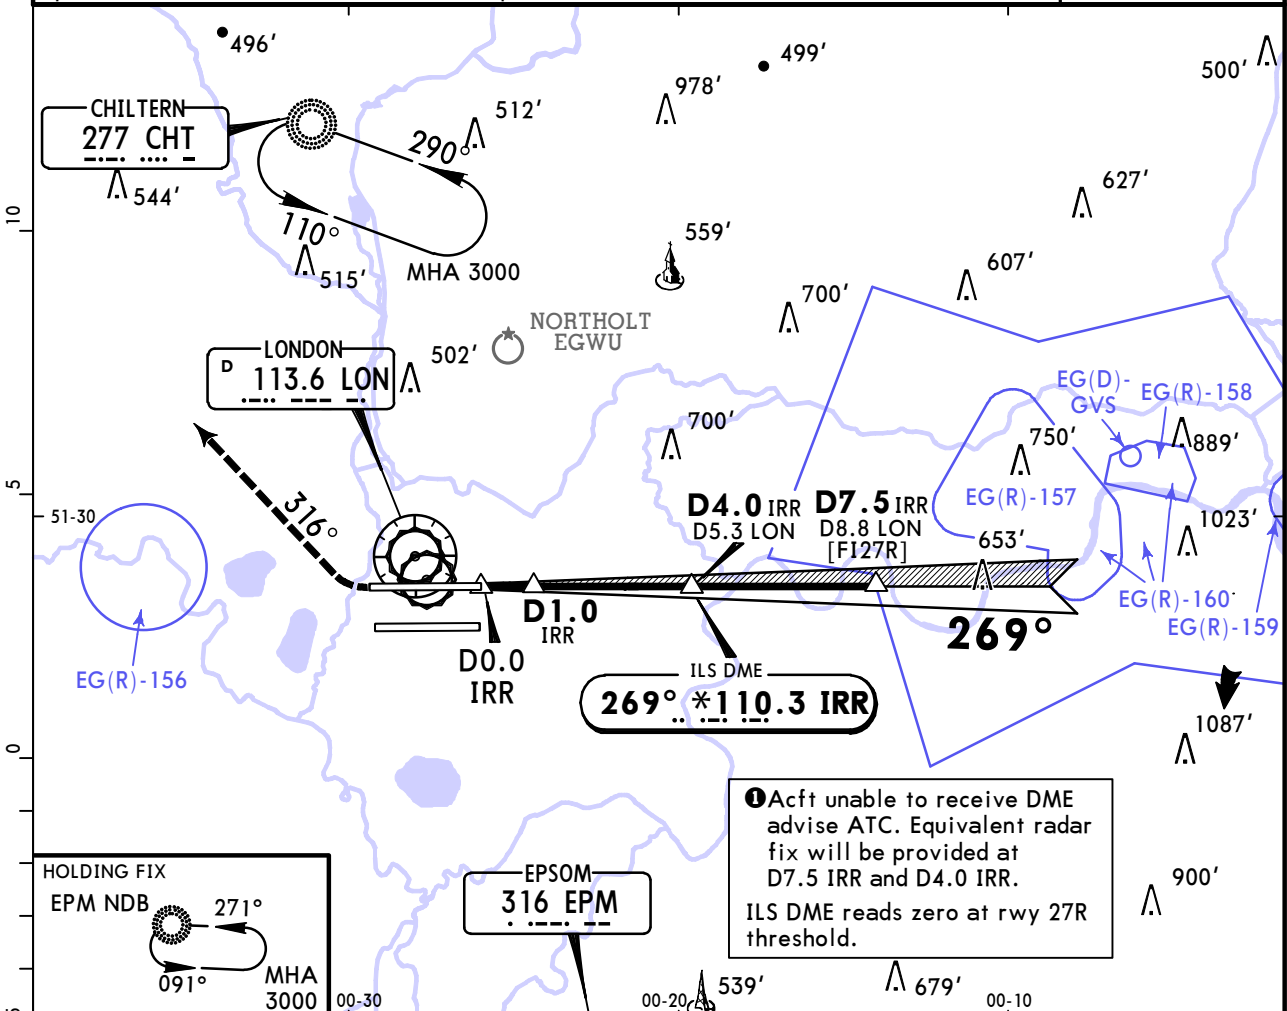 496'
499'
500'
978'
CHILTERN
277 CHT
512'
290°
544'
627'
10
110°
559'
515'
MHA 3000
607'
700'
NORTHOLT
EGWU
LONDON
D 113.6 LON
502'
EG(D)-
GVS
EG(R)-158
700'
750'
889'
5
51-30
316°
EG(R)-157
D4.0 IRR
D5.3 LON
D7.5 IRR
D8.8 LON
[FI27R]
653'
1023'
D1.0
IRR
EG(R)-160
EG(R)-159
269°
D0.0
IRR
EG(R)-156
ILS DME
269° *110.3 IRR
1087'
0
❶Acft unable to receive DME
advise ATC. Equivalent radar
fix will be provided at
D7.5 IRR and D4.0 IRR.
ILS DME reads zero at rwy 27R
threshold.
HOLDING FIX
EPM NDB
271°
091°
MHA
3000
EPSOM
316 EPM
900'
539'
679'
00-30
00-20
00-10